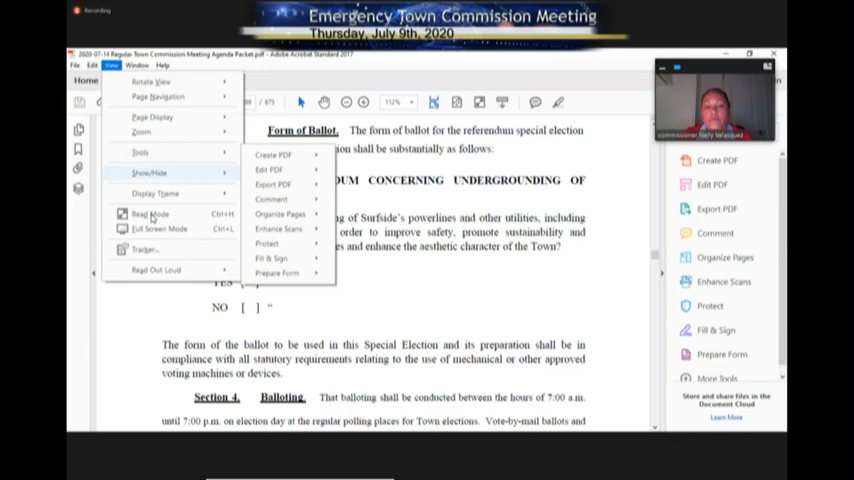 Recording
Emergency Town Commission Meeting
Thursday, July 9th, 2020
2020-07-14 Regular Town Commission Meeting Agenda Packet.pdf - Adobe Acrobat Standard 2017
File Edit View Window Help
Home
Rotate View
Page Navigation
Page Display
Zoom
Tools
Show/Hide
Display Theme
Read Mode Ctrl+H
Full Screen Mode Ctrl+L
Tracker...
Read Out Loud
Create PDF
Edit PDF
Export PDF
Comment
Organize Pages
Enhance Scans
Protect
Fill & Sign
Prepare Form
/ 675
112%
Form of Ballot. The form of ballot for the referendum special election
ion shall be substantially as follows:
DUM CONCERNING UNDERGROUNDING OF
ng of Surfside's powerlines and other utilities, including
order to improve safety, promote sustainability and
es and enhance the aesthetic character of the Town?
YES [
NO [ ] "
The form of the ballot to be used in this Special Election and its preparation shall be in
compliance with all statutory requirements relating to the use of mechanical or other approved
voting machines or devices.
Section 4. Balloting. That balloting shall be conducted between the hours of 7:00 a.m.
until 7:00 p.m. on election day at the regular polling places for Town elections. Vote-by-mail ballots and
commissioner Nelly Velasquez
Create PDF
Edit PDF
Export PDF
Comment
Organize Pages
Enhance Scans
Protect
Fill & Sign
Prepare Form
More Tools
Store and share files in the
Document Cloud
Learn More